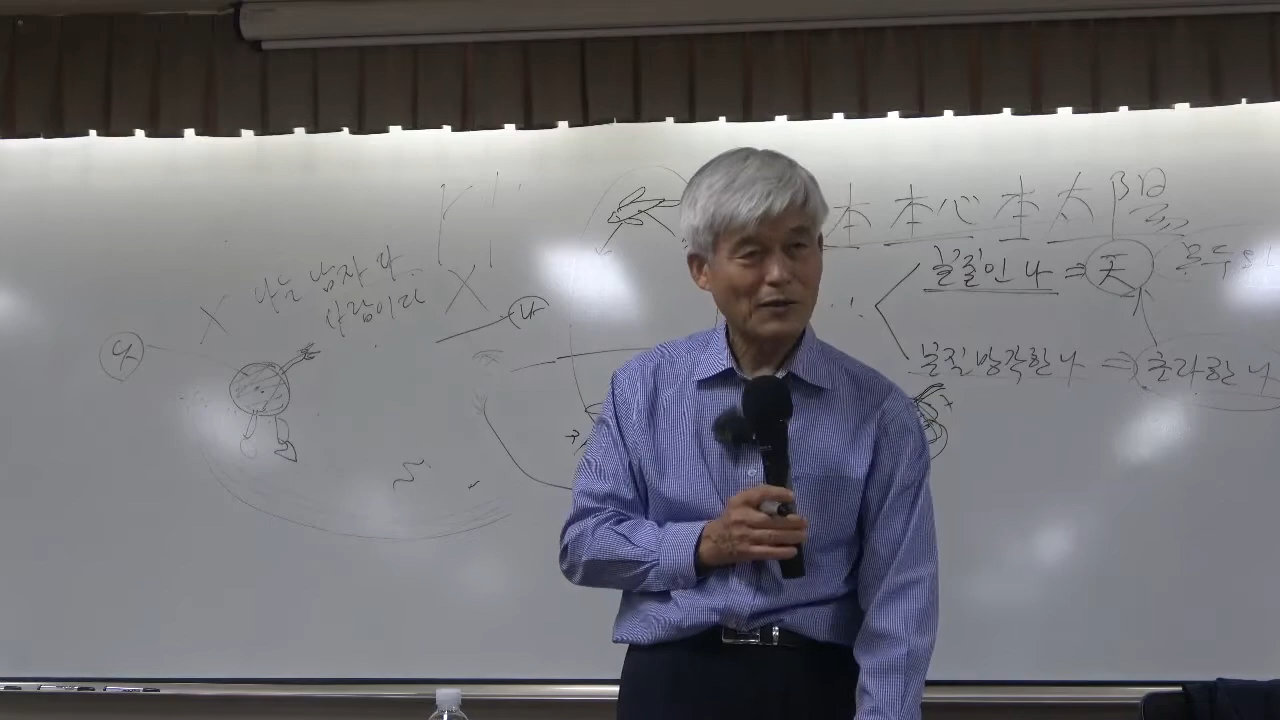 本 本心 本太陽
나는 남자다
사람이라
X
X
나
나
본질인 나 ⇒ 天
본질 망각한 나 ⇒ 초라한 나